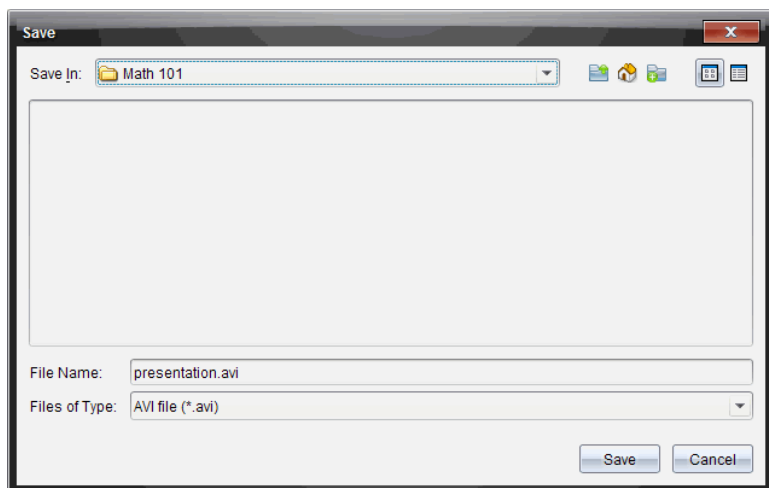 Save
Save In: Math 101
File Name: presentation.avi
Files of Type: AVI file (*.avi)
Save Cancel